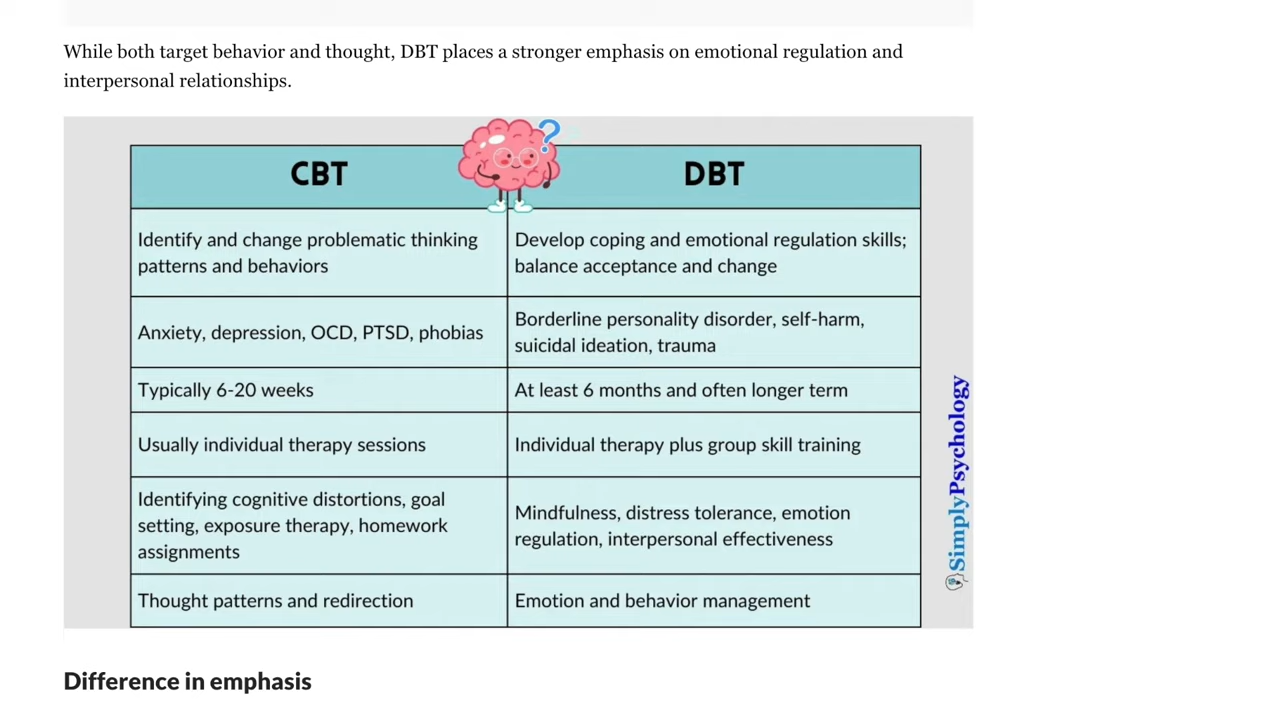 While both target behavior and thought, DBT places a stronger emphasis on emotional regulation and
interpersonal relationships.
?
CBT
DBT
Identify and change problematic thinking
patterns and behaviors
Develop coping and emotional regulation skills;
balance acceptance and change
Anxiety, depression, OCD, PTSD, phobias
Borderline personality disorder, self-harm,
suicidal ideation, trauma
Typically 6-20 weeks
At least 6 months and often longer term
Usually individual therapy sessions
Individual therapy plus group skill training
Identifying cognitive distortions, goal
setting, exposure therapy, homework
assignments
Mindfulness, distress tolerance, emotion
regulation, interpersonal effectiveness
Thought patterns and redirection
Emotion and behavior management
SimplyPsychology
Difference in emphasis